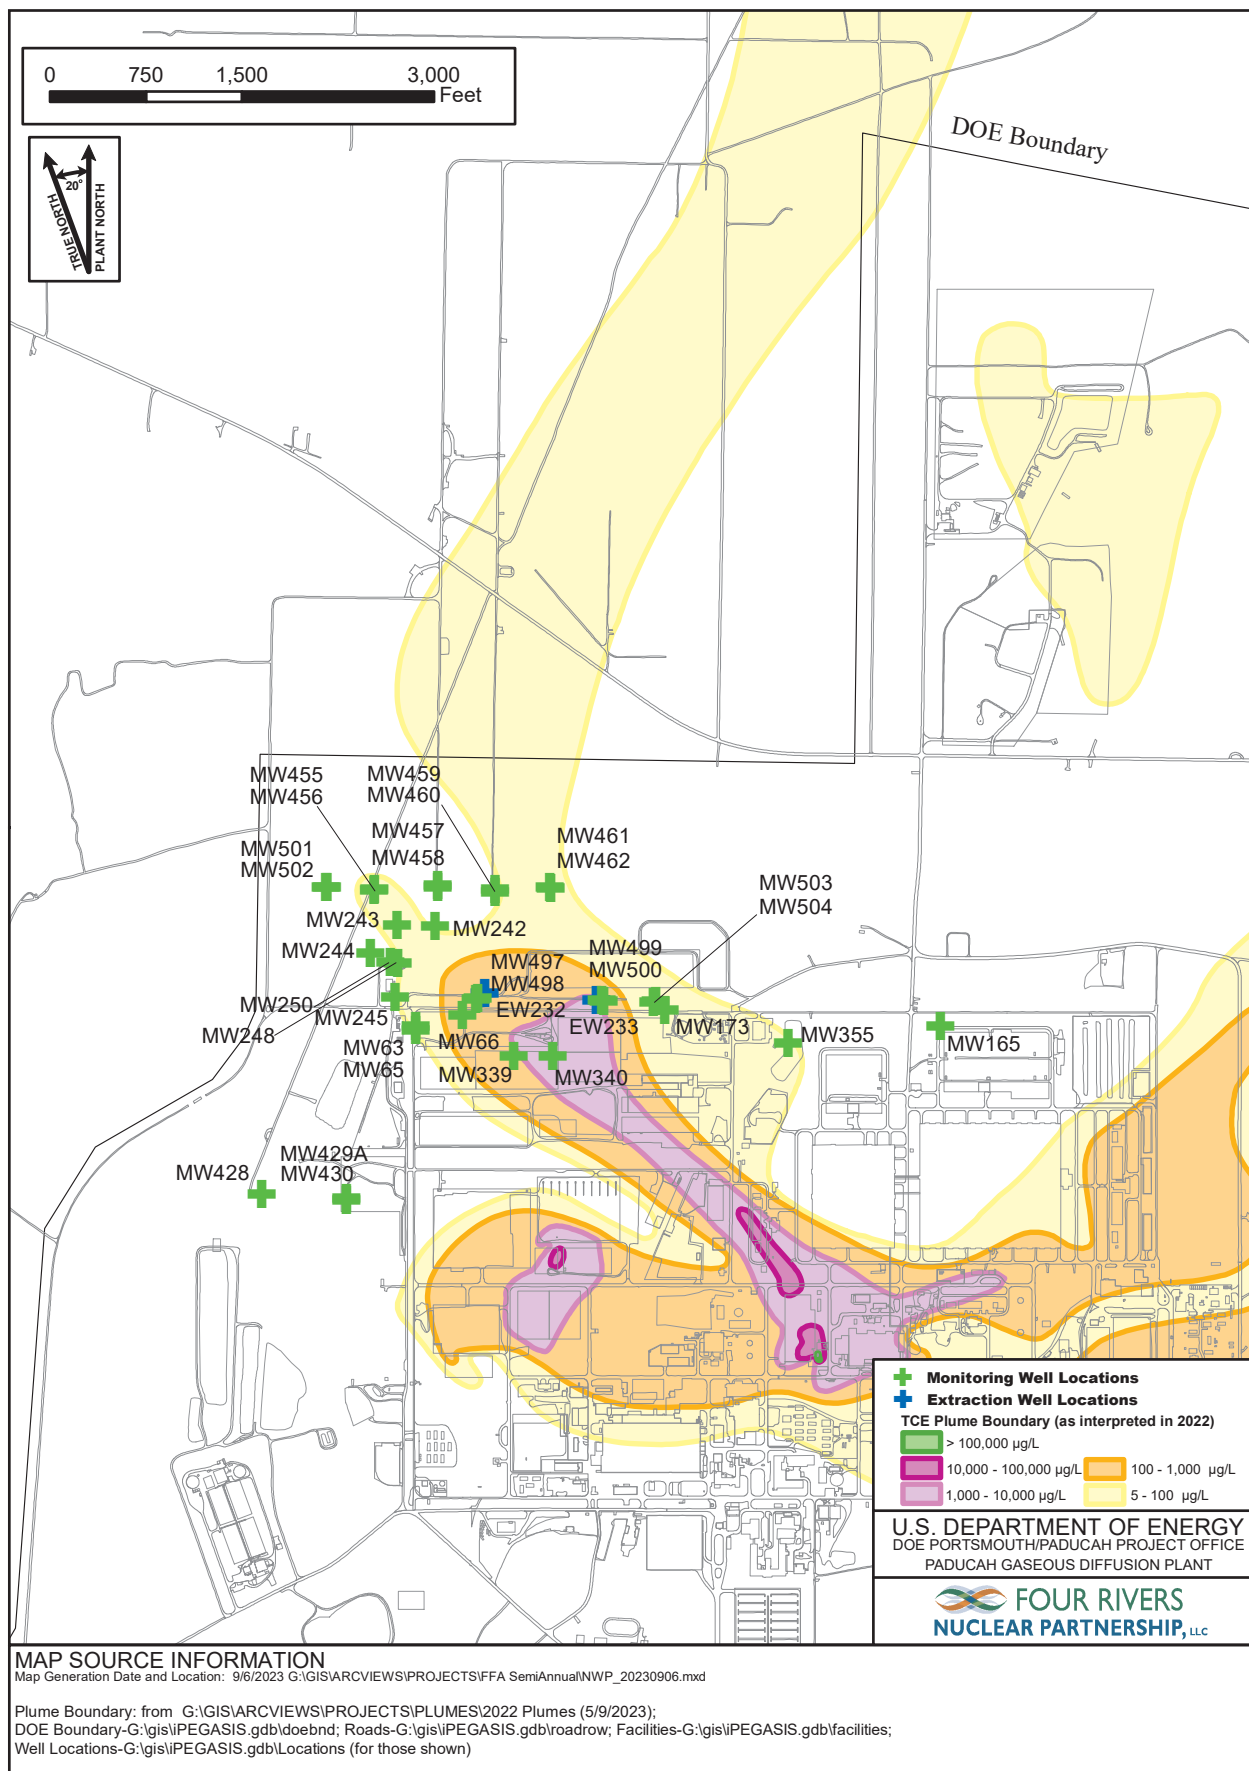 0 750 1,500 3,000
Feet
TRUE NORTH
20°
PLANT NORTH
DOE Boundary
MW455
MW456
MW459
MW460
MW457
MW458
MW461
MW462
MW501
MW502
MW503
MW504
MW243
MW242
MW244
MW499
MW500
MW497
MW498
MW250
MW245
EW232
EW233
MW173
MW248
MW63
MW65
MW66
MW339
MW340
MW355
MW165
MW428
MW429A
MW430
Monitoring Well Locations
Extraction Well Locations
TCE Plume Boundary (as interpreted in 2022)
> 100,000 µg/L
10,000 - 100,000 µg/L 100 - 1,000 µg/L
1,000 - 10,000 µg/L 5 - 100 µg/L
U.S. DEPARTMENT OF ENERGY
DOE PORTSMOUTH/PADUCAH PROJECT OFFICE
PADUCAH GASEOUS DIFFUSION PLANT
FOUR RIVERS
NUCLEAR PARTNERSHIP, LLC
MAP SOURCE INFORMATION
Map Generation Date and Location: 9/6/2023 G:\GIS\ARCVIEWS\PROJECTS\FFA SemiAnnual\NWP_20230906.mxd
Plume Boundary: from G:\GIS\ARCVIEWS\PROJECTS\PLUMES\2022 Plumes (5/9/2023);
DOE Boundary-G:\gis\iPEGASIS.gdb\doebnd; Roads-G:\gis\iPEGASIS.gdb\roadrow; Facilities-G:\gis\iPEGASIS.gdb\facilities;
Well Locations-G:\gis\iPEGASIS.gdb\Locations (for those shown)